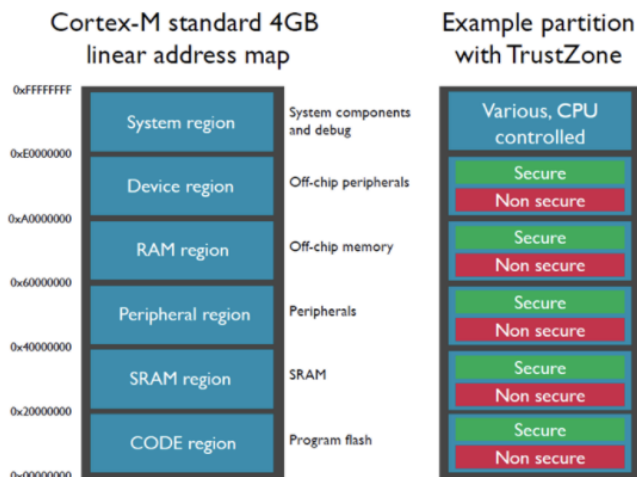 Cortex-M standard 4GB
linear address map
Example partition
with TrustZone
0xFFFFFFFF
System region
System components
and debug
Various, CPU
controlled
0xE0000000
Device region
Off-chip peripherals
Secure
Non secure
0xA0000000
RAM region
Off-chip memory
Secure
Non secure
0x60000000
Peripheral region
Peripherals
Secure
Non secure
0x40000000
SRAM region
SRAM
Secure
Non secure
0x20000000
CODE region
Program flash
Secure
Non secure
0x00000000